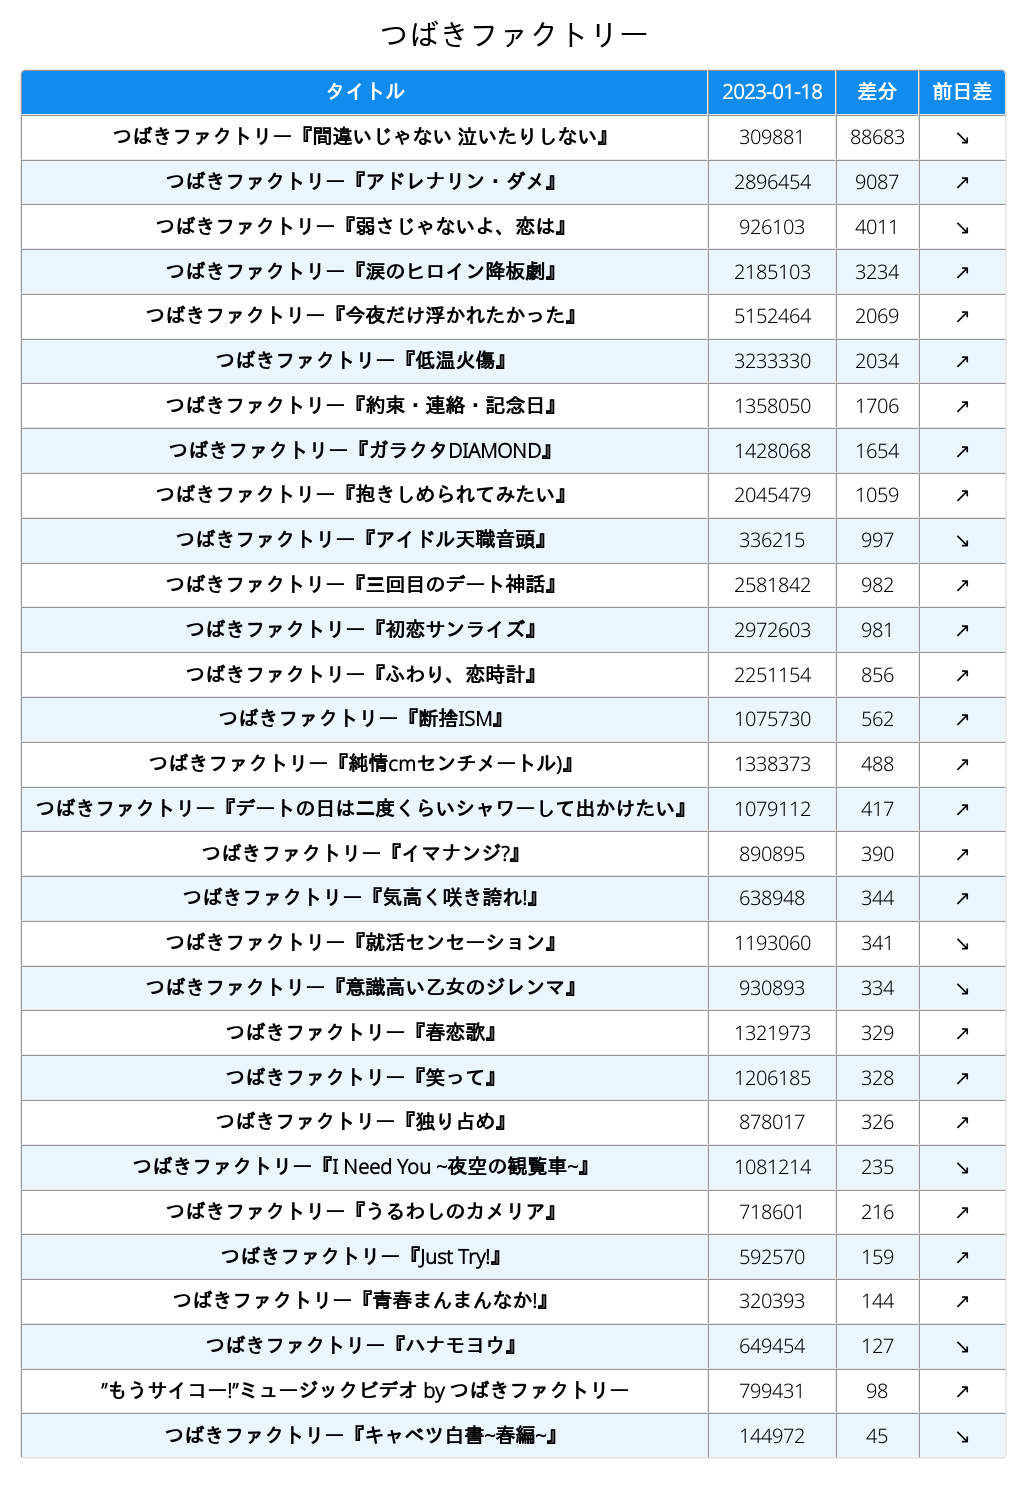 つばきファクトリー
タイトル 2023-01-18 差分 前日差
つばきファクトリー『間違いじゃない 泣いたりしない』 309881 88683 ↘
つばきファクトリー『アドレナリン・ダメ』 2896454 9087 ↗
つばきファクトリー『弱さじゃないよ、恋は』 926103 4011 ↘
つばきファクトリー『涙のヒロイン降板劇』 2185103 3234 ↗
つばきファクトリー『今夜だけ浮かれたかった』 5152464 2069 ↗
つばきファクトリー『低温火傷』 3233330 2034 ↗
つばきファクトリー『約束・連絡・記念日』 1358050 1706 ↗
つばきファクトリー『ガラクタDIAMOND』 1428068 1654 ↗
つばきファクトリー『抱きしめられてみたい』 2045479 1059 ↗
つばきファクトリー『アイドル天職音頭』 336215 997 ↘
つばきファクトリー『三回目のデート神話』 2581842 982 ↗
つばきファクトリー『初恋サンライズ』 2972603 981 ↗
つばきファクトリー『ふわり、恋時計』 2251154 856 ↗
つばきファクトリー『断捨ISM』 1075730 562 ↗
つばきファクトリー『純情cmセンチメートル)』 1338373 488 ↗
つばきファクトリー『デートの日は二度くらいシャワーして出かけたい』 1079112 417 ↗
つばきファクトリー『イマナンジ?』 890895 390 ↗
つばきファクトリー『気高く咲き誇れ!』 638948 344 ↗
つばきファクトリー『就活センセーション』 1193060 341 ↘
つばきファクトリー『意識高い乙女のジレンマ』 930893 334 ↘
つばきファクトリー『春恋歌』 1321973 329 ↗
つばきファクトリー『笑って』 1206185 328 ↗
つばきファクトリー『独り占め』 878017 326 ↗
つばきファクトリー『I Need You ~夜空の観覧車~』 1081214 235 ↘
つばきファクトリー『うるわしのカメリア』 718601 216 ↗
つばきファクトリー『Just Try!』 592570 159 ↗
つばきファクトリー『青春まんまんなか!』 320393 144 ↗
つばきファクトリー『ハナモヨウ』 649454 127 ↘
”もうサイコー!”ミュージックビデオ by つばきファクトリー 799431 98 ↗
つばきファクトリー『キャベツ白書~春編~』 144972 45 ↘